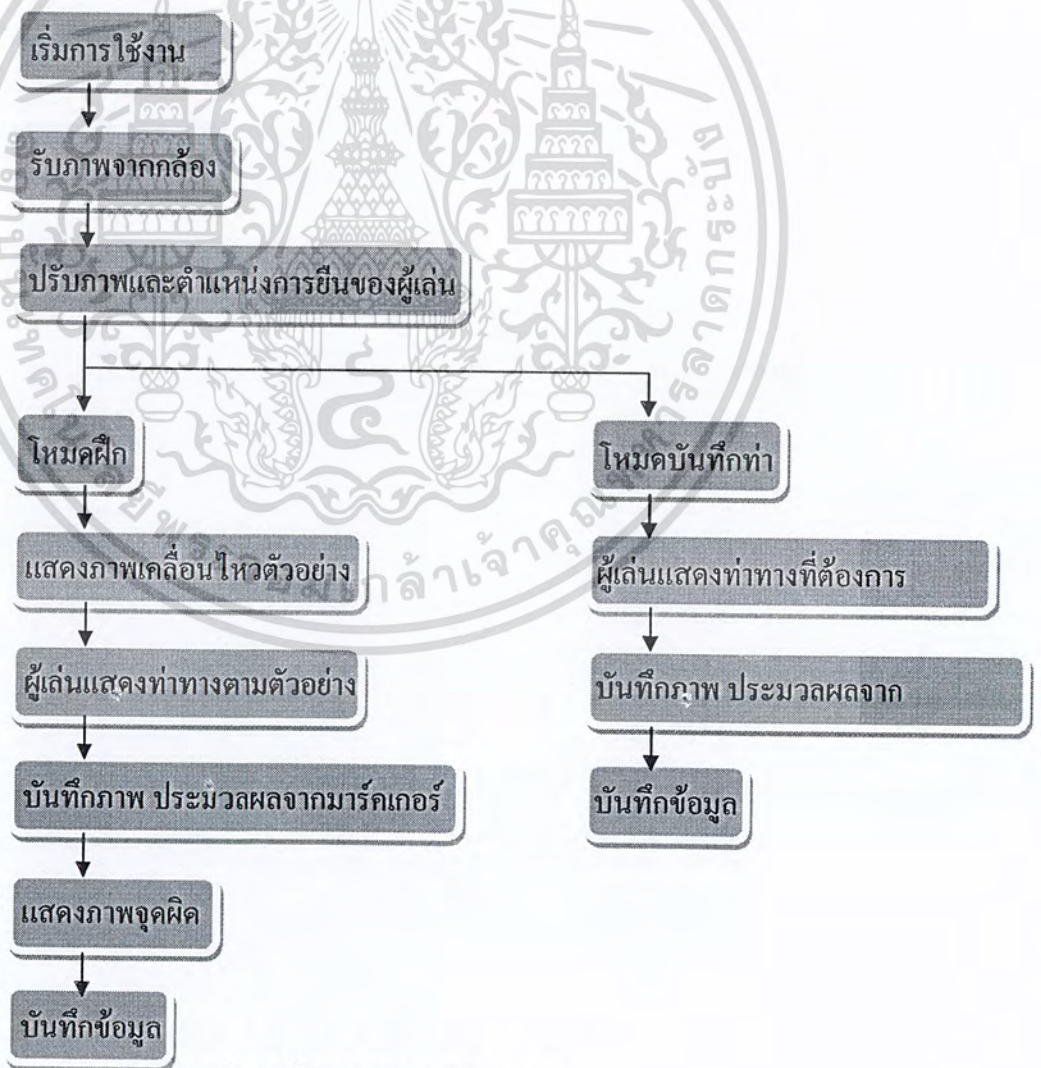 เริ่มการใช้งาน
รับภาพจากกล้อง
ปรับภาพและตำแหน่งการยืนของผู้เล่น
โหมดฝึก
แสดงภาพเคลื่อนไหวตัวอย่าง
ผู้เล่นแสดงท่าทางตามตัวอย่าง
บันทึกภาพ ประมวลผลจากมาร์คเกอร์
แสดงภาพจุดผิด
บันทึกข้อมูล
โหมดบันทึกท่า
ผู้เล่นแสดงท่าทางที่ต้องการ
บันทึกภาพ ประมวลผลจาก
บันทึกข้อมูล